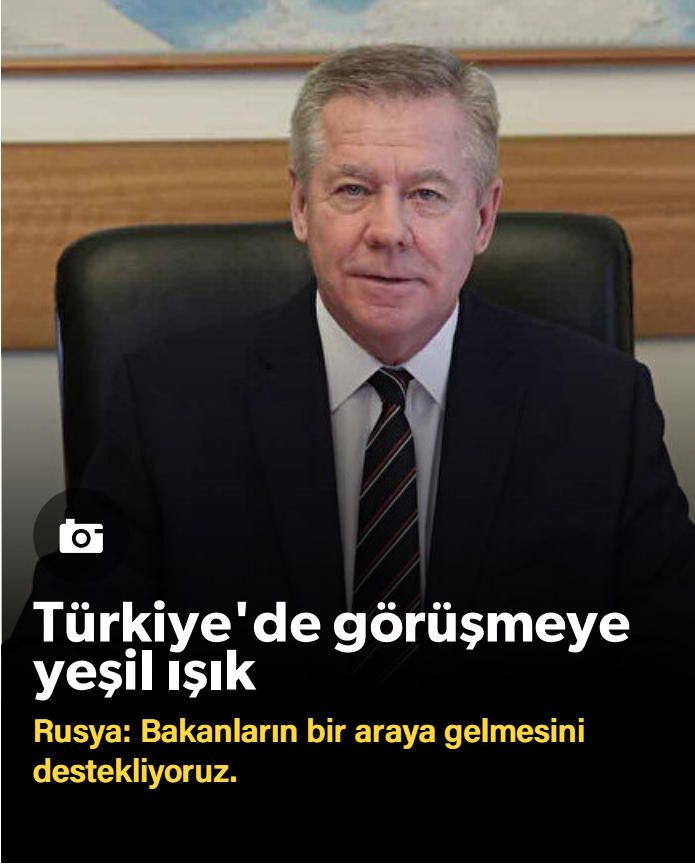 Türkiye'de görüşmeye
yeşil ışık
Rusya: Bakanların bir araya gelmesini
destekliyoruz.